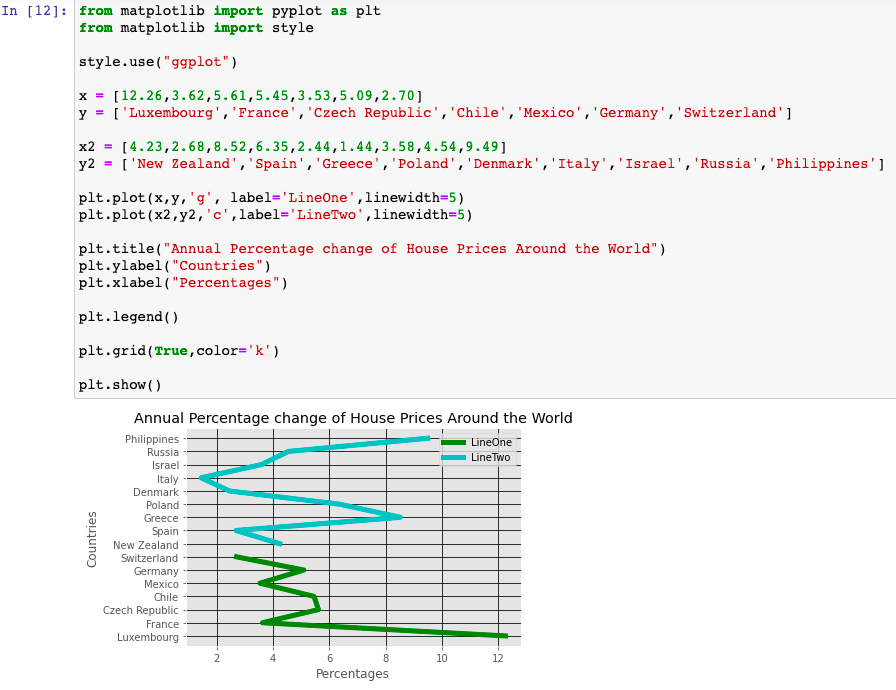 In [12]: from matplotlib import pyplot as plt
from matplotlib import style
style.use("ggplot")
x = [12.26,3.62,5.61,5.45,3.53,5.09,2.70]
y = ['Luxembourg','France','Czech Republic','Chile','Mexico','Germany','Switzerland']
x2 = [4.23,2.68,8.52,6.35,2.44,1.44,3.58,4.54,9.49]
y2 = ['New Zealand','Spain','Greece','Poland','Denmark','Italy','Israel','Russia','Philippines']
plt.plot(x,y,'g', label='LineOne',linewidth=5)
plt.plot(x2,y2,'c',label='LineTwo',linewidth=5)
plt.title("Annual Percentage change of House Prices Around the World")
plt.ylabel("Countries")
plt.xlabel("Percentages")
plt.legend()
plt.grid(True,color='k')
plt.show()
Annual Percentage change of House Prices Around the World
LineOne
LineTwo
Countries
Philippines
Russia
Israel
Italy
Denmark
Poland
Greece
Spain
New Zealand
Switzerland
Germany
Mexico
Chile
Czech Republic
France
Luxembourg
2 4 6 8 10 12
Percentages